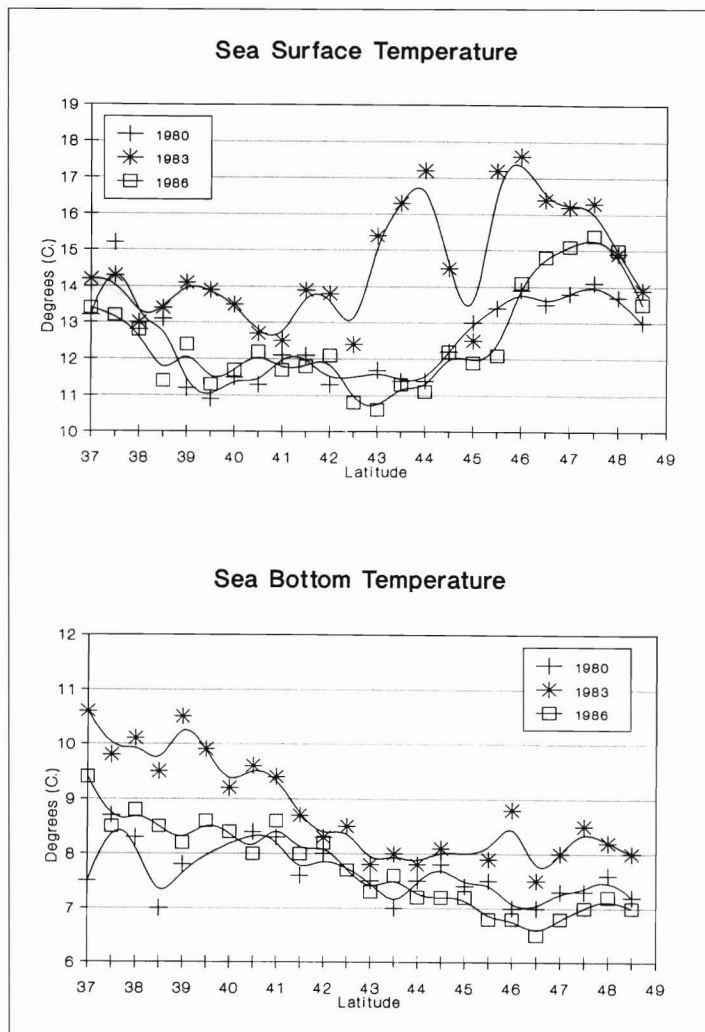 Sea Surface Temperature
19
18
17
16
15
14
13
12
11
10
Degrees (C.)
1980
1983
1986
37 38 39 40 41 42 43 44 45 46 47 48 49
Latitude
Sea Bottom Temperature
12
11
10
9
8
7
6
Degrees (C.)
1980
1983
1986
37 38 39 40 41 42 43 44 45 46 47 48 49
Latitude